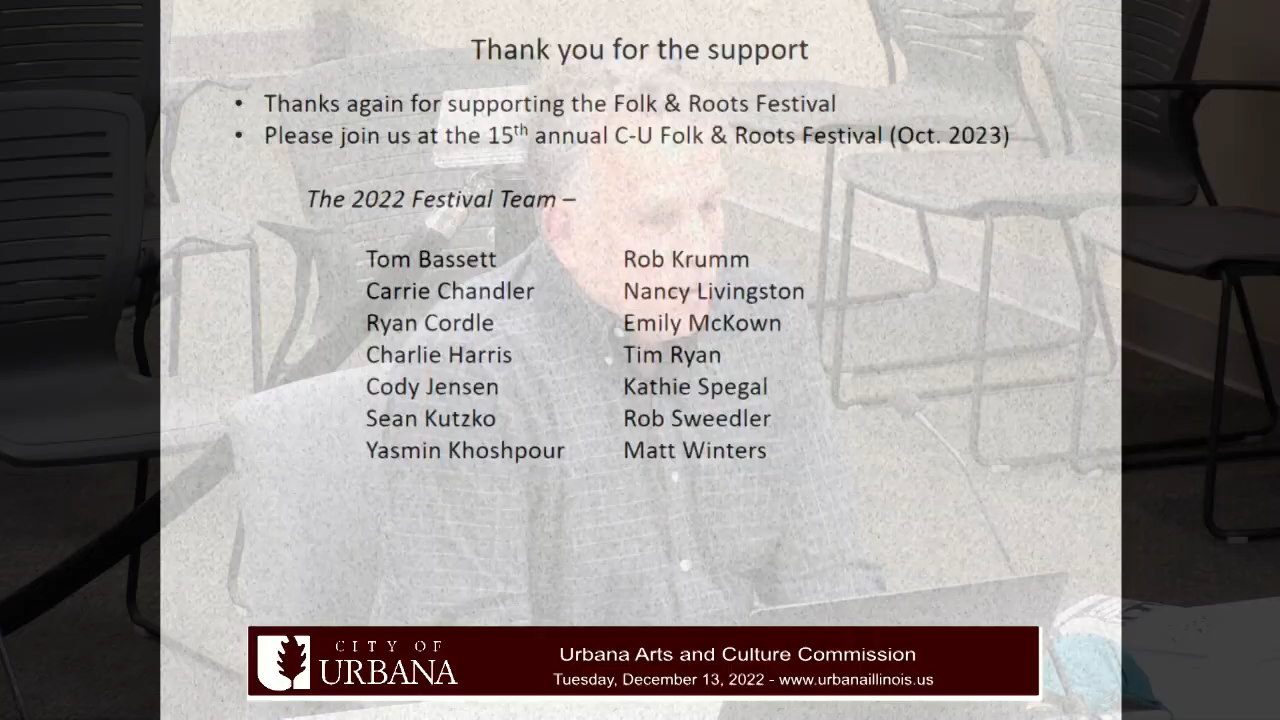 Thank you for the support
• Thanks again for supporting the Folk & Roots Festival
• Please join us at the 15th annual C-U Folk & Roots Festival (Oct. 2023)
The 2022 Festival Team –
Tom Bassett
Carrie Chandler
Ryan Cordle
Charlie Harris
Cody Jensen
Sean Kutzko
Yasmin Khoshpour
Rob Krumm
Nancy Livingston
Emily McKown
Tim Ryan
Kathie Spegal
Rob Sweedler
Matt Winters
CITY OF
URBANA
Urbana Arts and Culture Commission
Tuesday, December 13, 2022 - www.urbanaillinois.us